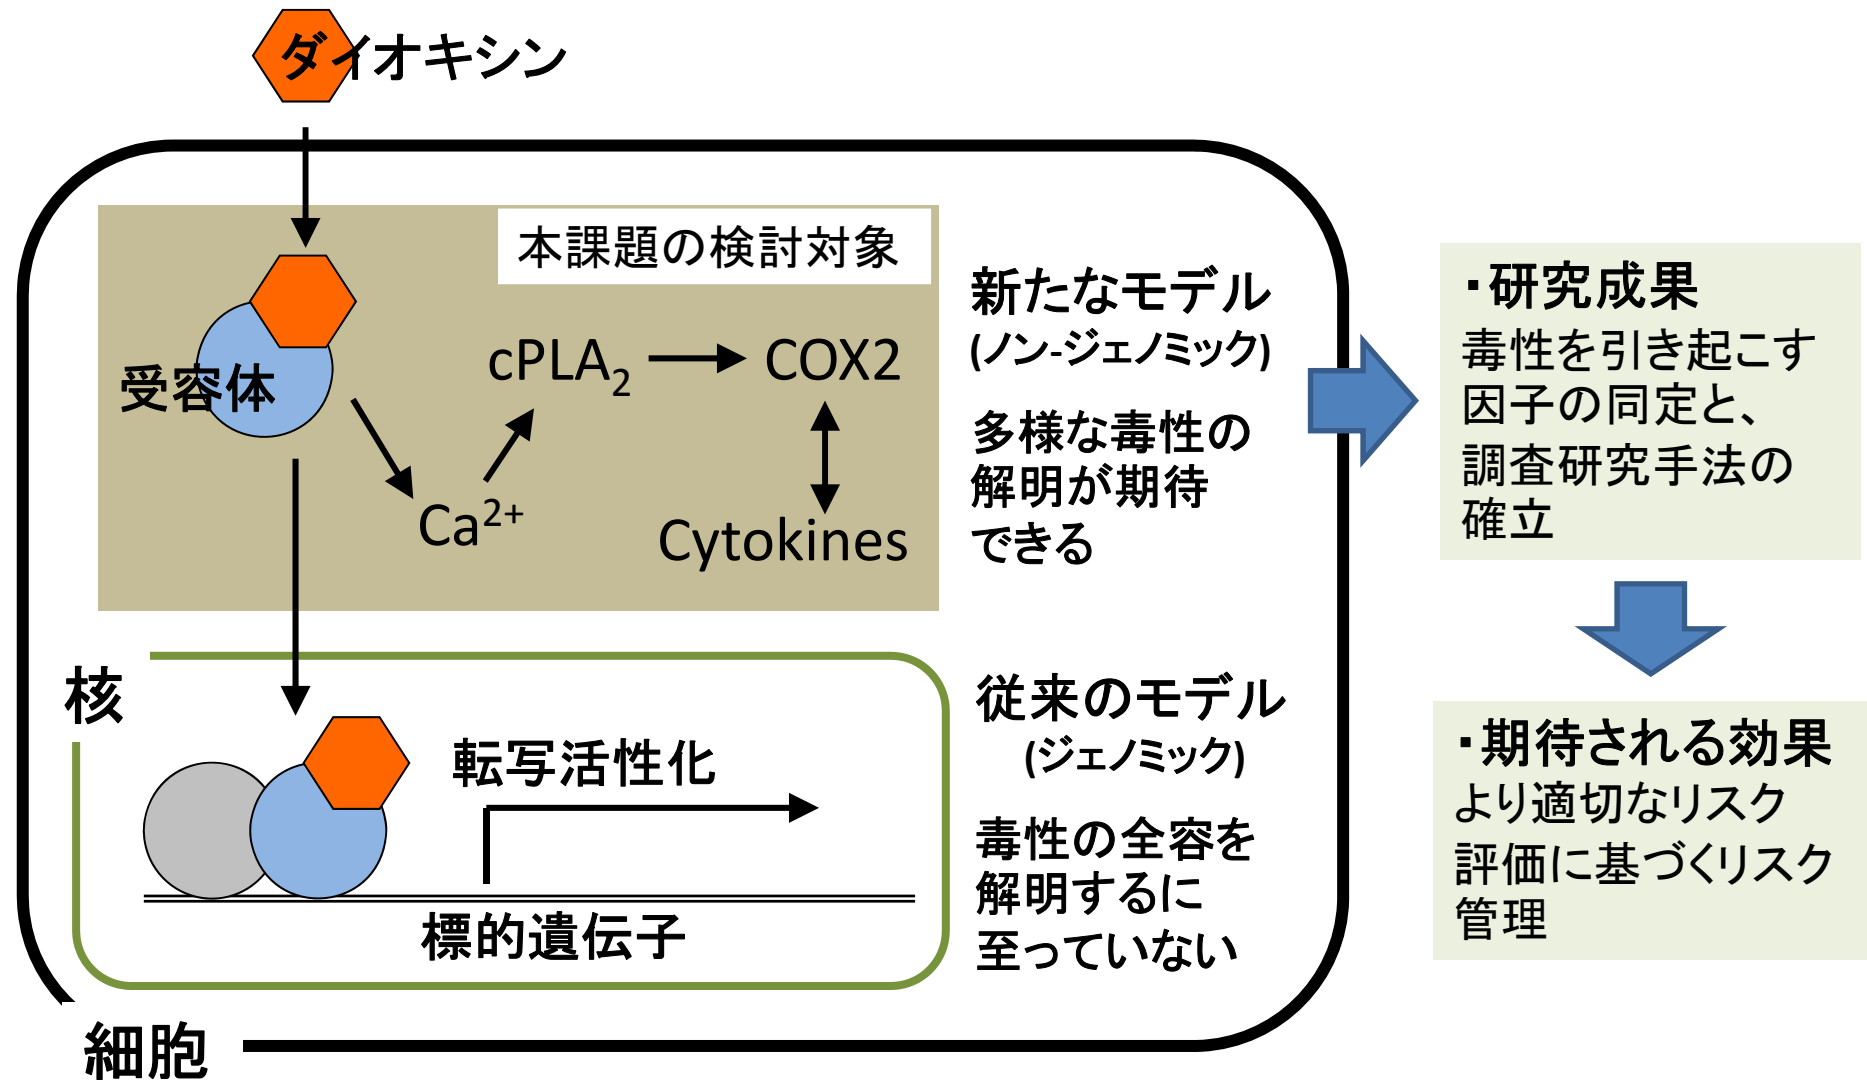 ダイオキシン
本課題の検討対象
受容体
cPLA₂
COX2
Ca²⁺
Cytokines
新たなモデル
(ノン-ジェノミック)
多様な毒性の
解明が期待
できる
核
転写活性化
標的遺伝子
従来のモデル
(ジェノミック)
毒性の全容を
解明するに
至っていない
細胞
・研究成果
毒性を引き起こす
因子の同定と、
調査研究手法の
確立
・期待される効果
より適切なリスク
評価に基づくリスク
管理